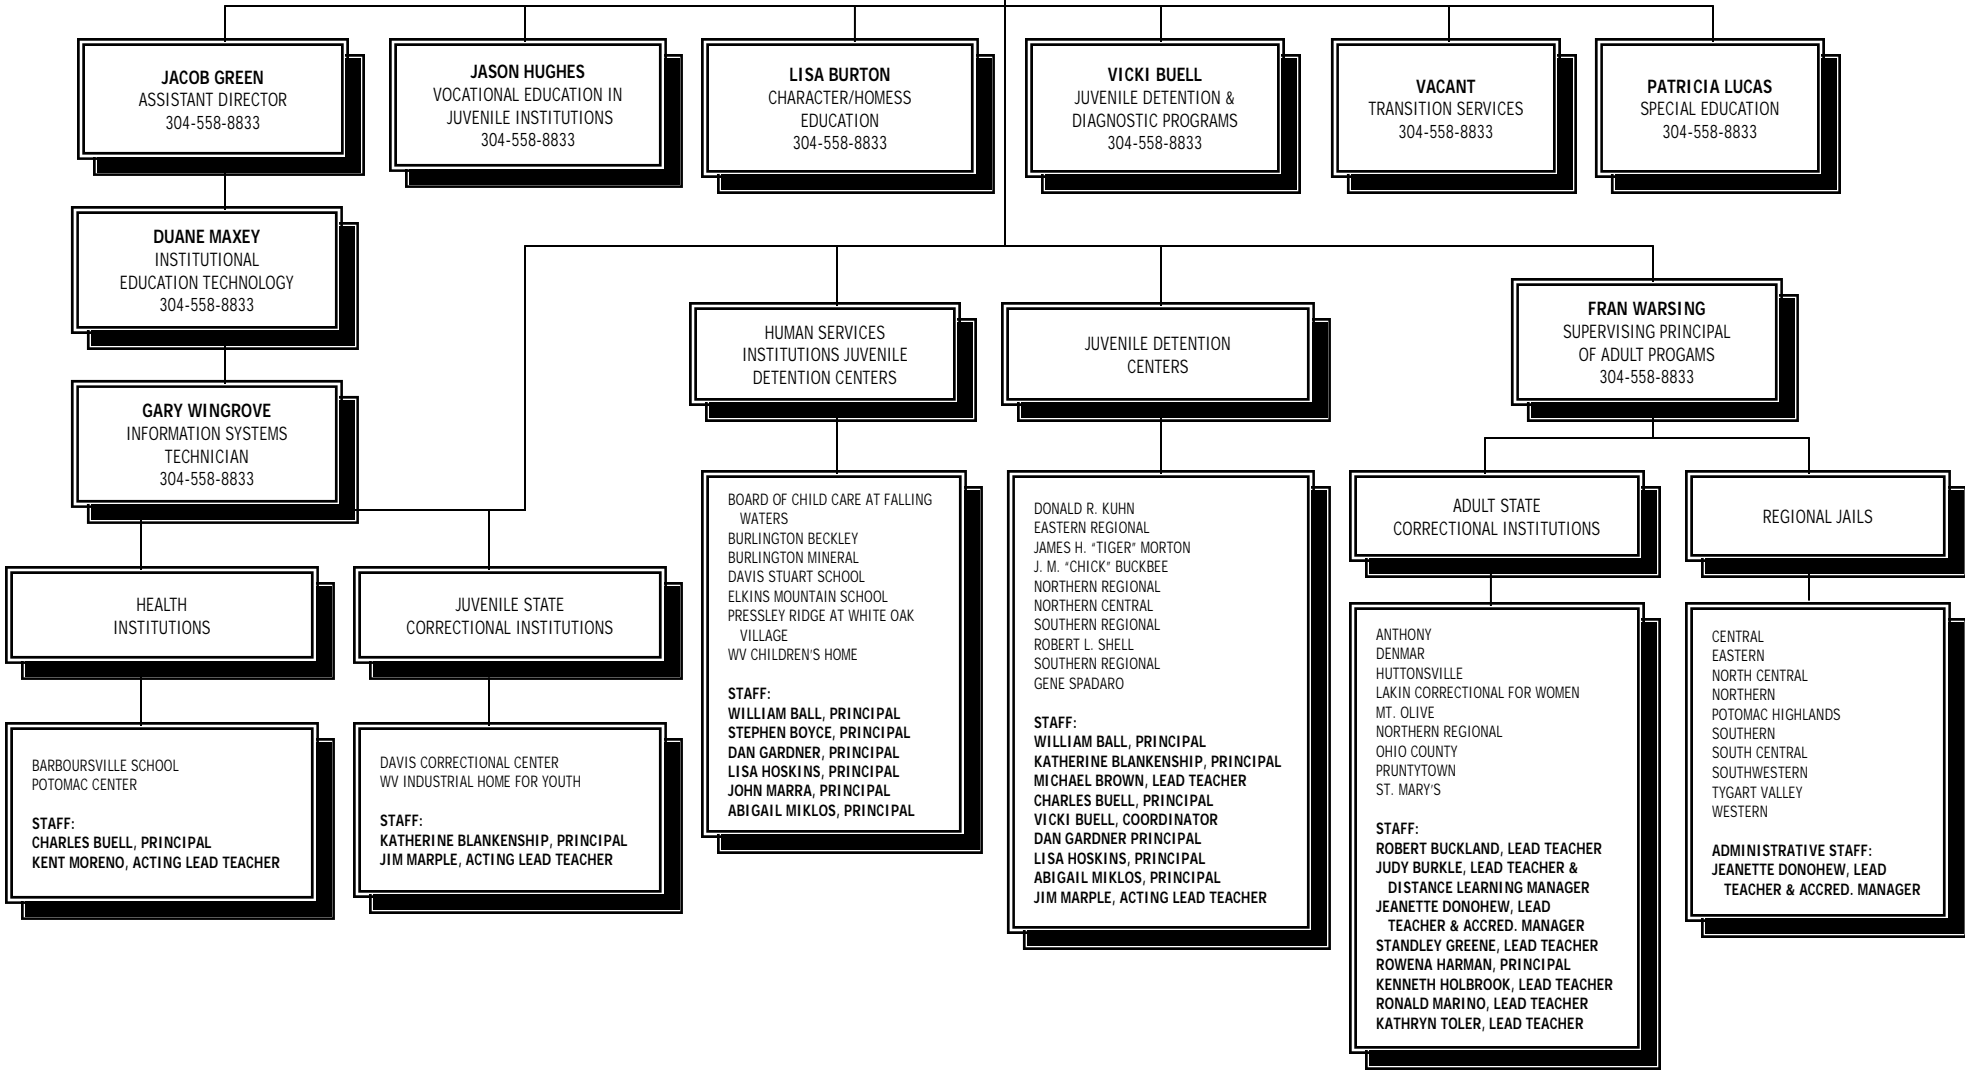 JACOB GREEN
ASSISTANT DIRECTOR
304-558-8833
JASON HUGHES
VOCATIONAL EDUCATION IN
JUVENILE INSTITUTIONS
304-558-8833
LISA BURTON
CHARACTER/HOMESS
EDUCATION
304-558-8833
VICKI BUELL
JUVENILE DETENTION &
DIAGNOSTIC PROGRAMS
304-558-8833
VACANT
TRANSITION SERVICES
304-558-8833
PATRICIA LUCAS
SPECIAL EDUCATION
304-558-8833
DUANE MAXEY
INSTITUTIONAL
EDUCATION TECHNOLOGY
304-558-8833
GARY WINGROVE
INFORMATION SYSTEMS
TECHNICIAN
304-558-8833
HUMAN SERVICES
INSTITUTIONS JUVENILE
DETENTION CENTERS
JUVENILE DETENTION
CENTERS
FRAN WARSING
SUPERVISING PRINCIPAL
OF ADULT PROGAMS
304-558-8833
HEALTH
INSTITUTIONS
JUVENILE STATE
CORRECTIONAL INSTITUTIONS
ADULT STATE
CORRECTIONAL INSTITUTIONS
REGIONAL JAILS
BARBOURSVILLE SCHOOL
POTOMAC CENTER
STAFF:
CHARLES BUELL, PRINCIPAL
KENT MORENO, ACTING LEAD TEACHER
DAVIS CORRECTIONAL CENTER
WV INDUSTRIAL HOME FOR YOUTH
STAFF:
KATHERINE BLANKENSHIP, PRINCIPAL
JIM MARPLE, ACTING LEAD TEACHER
BOARD OF CHILD CARE AT FALLING
WATERS
BURLINGTON BECKLEY
BURLINGTON MINERAL
DAVIS STUART SCHOOL
ELKINS MOUNTAIN SCHOOL
PRESSLEY RIDGE AT WHITE OAK
VILLAGE
WV CHILDREN'S HOME
STAFF:
WILLIAM BALL, PRINCIPAL
STEPHEN BOYCE, PRINCIPAL
DAN GARDNER, PRINCIPAL
LISA HOSKINS, PRINCIPAL
JOHN MARRA, PRINCIPAL
ABIGAIL MIKLOS, PRINCIPAL
DONALD R. KUHN
EASTERN REGIONAL
JAMES H. “TIGER” MORTON
J. M. “CHICK” BUCKBEE
NORTHERN REGIONAL
NORTHERN CENTRAL
SOUTHERN REGIONAL
ROBERT L. SHELL
SOUTHERN REGIONAL
GENE SPADARO
STAFF:
WILLIAM BALL, PRINCIPAL
KATHERINE BLANKENSHIP, PRINCIPAL
MICHAEL BROWN, LEAD TEACHER
CHARLES BUELL, PRINCIPAL
VICKI BUELL, COORDINATOR
DAN GARDNER PRINCIPAL
LISA HOSKINS, PRINCIPAL
ABIGAIL MIKLOS, PRINCIPAL
JIM MARPLE, ACTING LEAD TEACHER
ANTHONY
DENMAR
HUTTONSVILLE
LAKIN CORRECTIONAL FOR WOMEN
MT. OLIVE
NORTHERN REGIONAL
OHIO COUNTY
PRUNTYTOWN
ST. MARY'S
STAFF:
ROBERT BUCKLAND, LEAD TEACHER
JUDY BURKLE, LEAD TEACHER &
DISTANCE LEARNING MANAGER
JEANETTE DONOHEW, LEAD
TEACHER & ACCRED. MANAGER
STANDLEY GREENE, LEAD TEACHER
ROWENA HARMAN, PRINCIPAL
KENNETH HOLBROOK, LEAD TEACHER
RONALD MARINO, LEAD TEACHER
KATHRYN TOLER, LEAD TEACHER
CENTRAL
EASTERN
NORTH CENTRAL
NORTHERN
POTOMAC HIGHLANDS
SOUTHERN
SOUTH CENTRAL
SOUTHWESTERN
TYGART VALLEY
WESTERN
ADMINISTRATIVE STAFF:
JEANETTE DONOHEW, LEAD
TEACHER & ACCRED. MANAGER